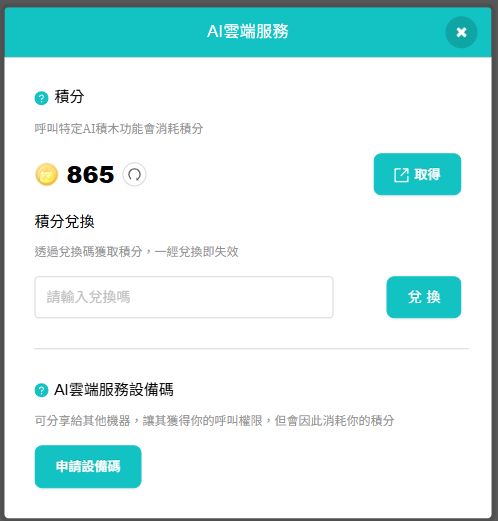 AI雲端服務
積分
呼叫特定AI積木功能會消耗積分
865
取得
積分兌換
透過兌換碼獲取積分，一經兌換即失效
請輸入兌換嗎
兌 換
AI雲端服務設備碼
可分享給其他機器，讓其獲得你的呼叫權限，但會因此消耗你的積分
申請設備碼